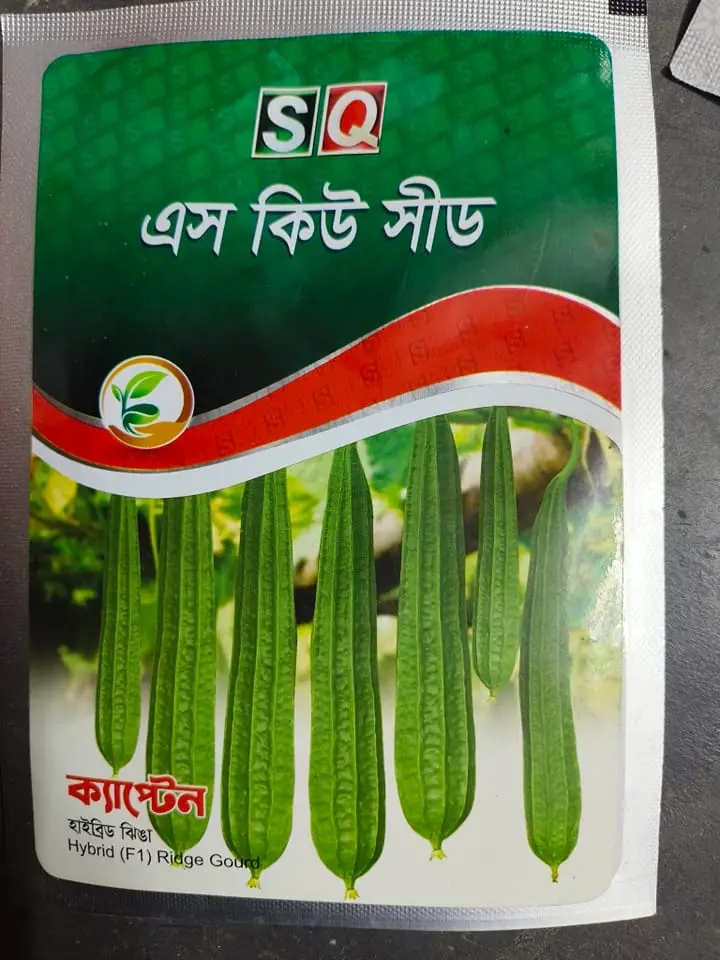 SQ
এস কিউ সীড
ক্যাপ্টেন
হাইব্রিড ঝিঙা
Hybrid (F1) Ridge Gourd